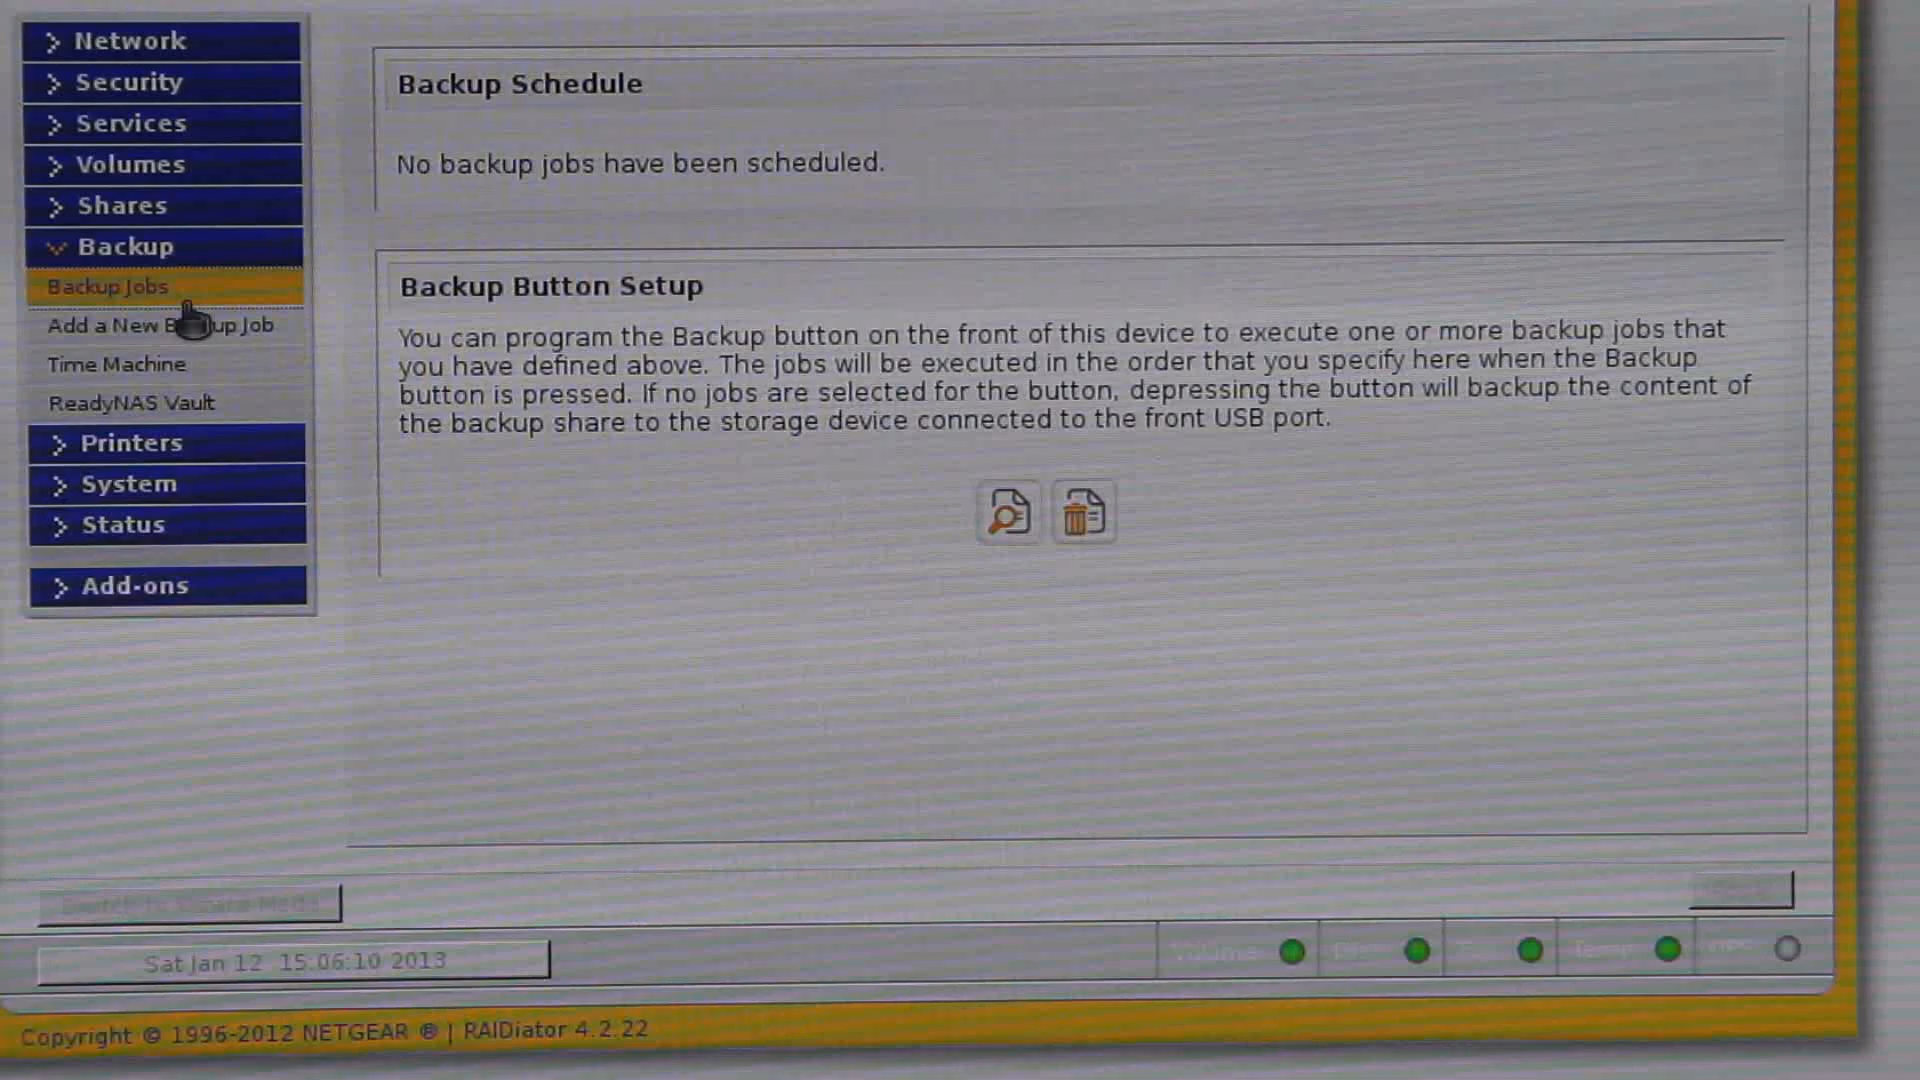 Network
Security
Services
Volumes
Shares
Backup
Backup Jobs
Add a New Backup Job
Time Machine
ReadyNAS Vault
Printers
System
Status
Add-ons
Backup Schedule
No backup jobs have been scheduled.
Backup Button Setup
You can program the Backup button on the front of this device to execute one or more backup jobs that
you have defined above. The jobs will be executed in the order that you specify here when the Backup
button is pressed. If no jobs are selected for the button, depressing the button will backup the content of
the backup share to the storage device connected to the front USB port.
Sat Jan 12 15:06:10 2013
Volume
Temp
Copyright © 1996-2012 NETGEAR ® | RAIDiator 4.2.22